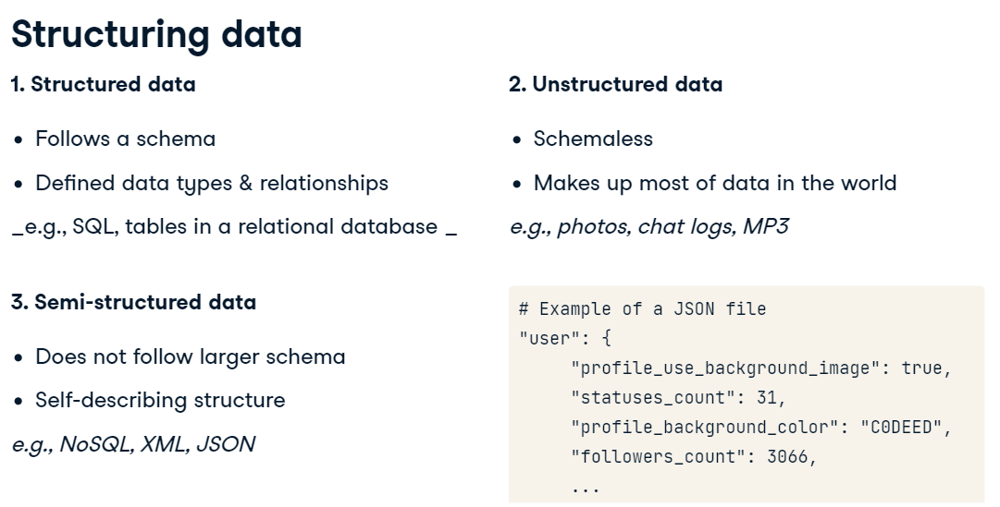 Structuring data
1. Structured data
• Follows a schema
• Defined data types & relationships
_e.g., SQL, tables in a relational database _
2. Unstructured data
• Schemaless
• Makes up most of data in the world
e.g., photos, chat logs, MP3
3. Semi-structured data
• Does not follow larger schema
• Self-describing structure
e.g., NoSQL, XML, JSON
# Example of a JSON file
"user": {
"profile_use_background_image": true,
"statuses_count": 31,
"profile_background_color": "C0DEED",
"followers_count": 3066,
...